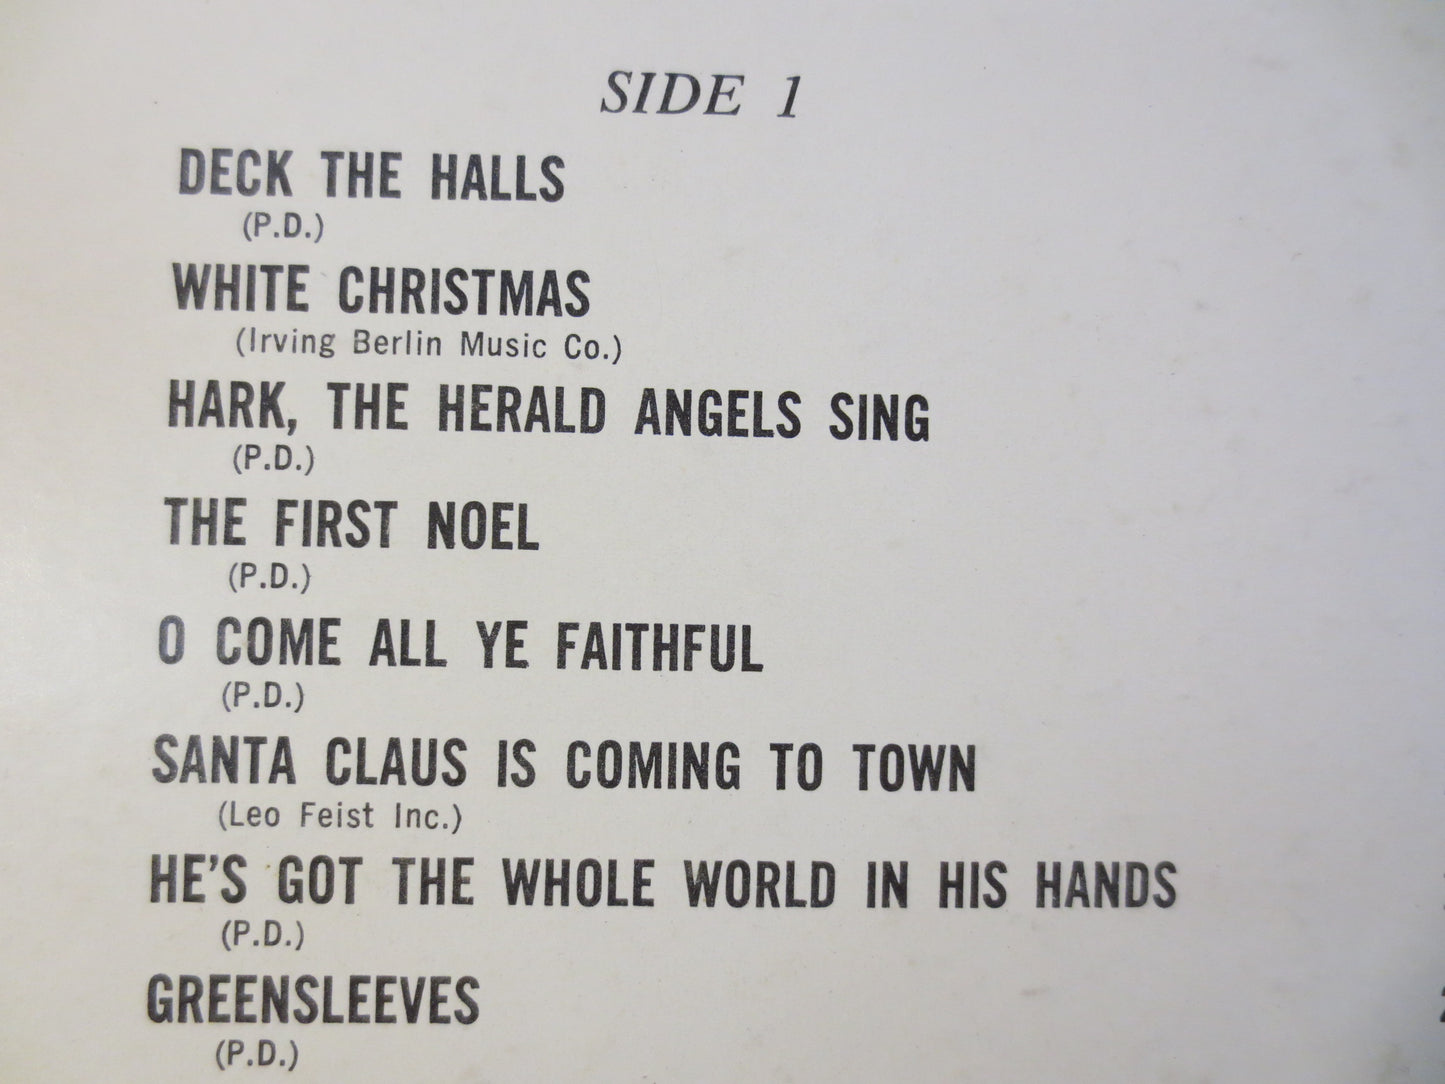 SIDE 1
DECK THE HALLS
(P.D.)
WHITE CHRISTMAS
(Irving Berlin Music Co.)
HARK, THE HERALD ANGELS SING
(P.D.)
THE FIRST NOEL
(P.D.)
O COME ALL YE FAITHFUL
(P.D.)
SANTA CLAUS IS COMING TO TOWN
(Leo Feist Inc.)
HE'S GOT THE WHOLE WORLD IN HIS HANDS
(P.D.)
GREENSLEEVES
(P.D.)